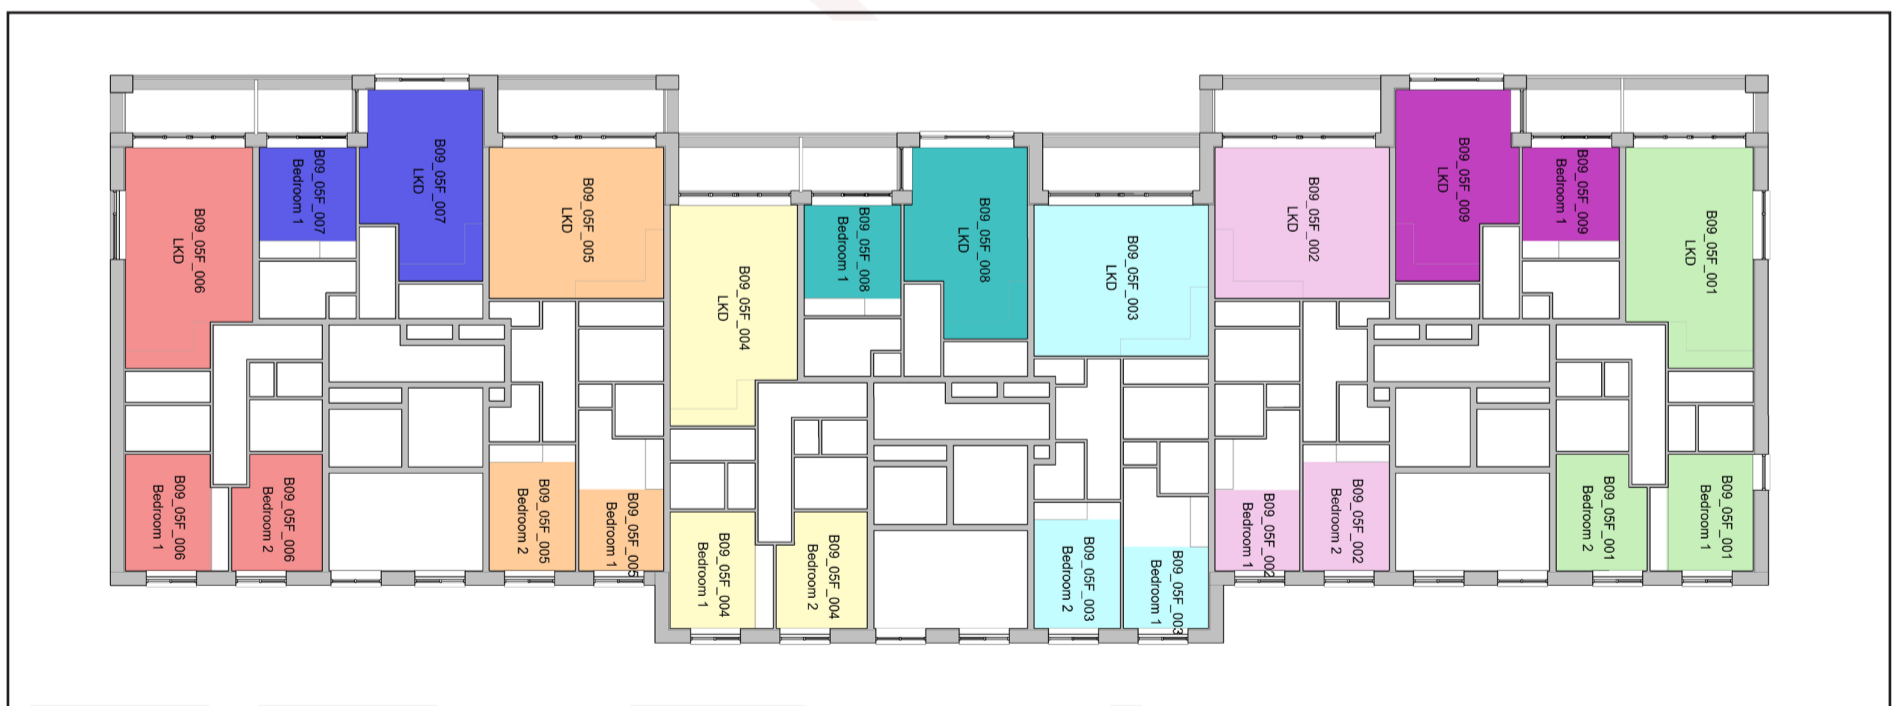 B09_05F_006
LKD
B09_05F_007
Bedroom 1
B09_05F_007
LKD
B09_05F_005
LKD
B09_05F_004
LKD
B09_05F_008
Bedroom 1
B09_05F_008
LKD
B09_05F_003
LKD
B09_05F_002
LKD
B09_05F_009
LKD
B09_05F_009
Bedroom 1
B09_05F_001
LKD
B09_05F_006
Bedroom 1
B09_05F_006
Bedroom 2
B09_05F_005
Bedroom 2
B09_05F_005
Bedroom 1
B09_05F_004
Bedroom 1
B09_05F_004
Bedroom 2
B09_05F_003
Bedroom 2
B09_05F_003
Bedroom 1
B09_05F_002
Bedroom 1
B09_05F_002
Bedroom 2
B09_05F_001
Bedroom 2
B09_05F_001
Bedroom 1